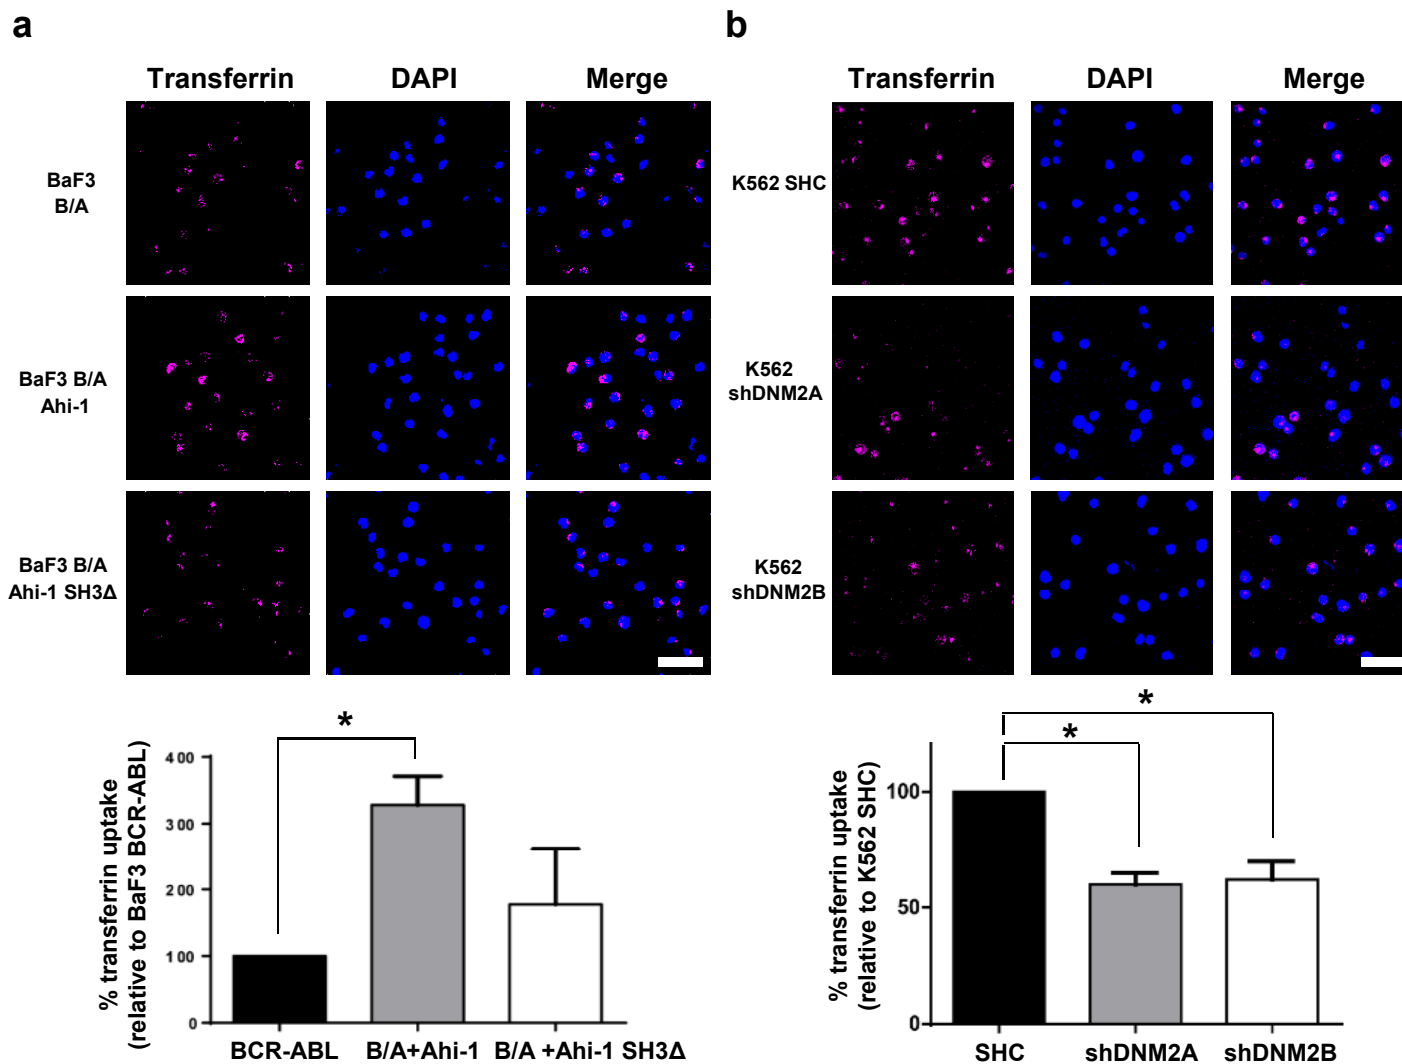 a
Transferrin DAPI Merge
BaF3
B/A
BaF3 B/A
Ahi-1
BaF3 B/A
Ahi-1 SH3Δ
*
% transferrin uptake
(relative to BaF3 BCR-ABL)
400
300
200
100
0
BCR-ABL B/A+Ahi-1 B/A +Ahi-1 SH3Δ
b
Transferrin DAPI Merge
K562 SHC
K562
shDNM2A
K562
shDNM2B
*
*
% transferrin uptake
(relative to K562 SHC)
100
50
0
SHC shDNM2A shDNM2B